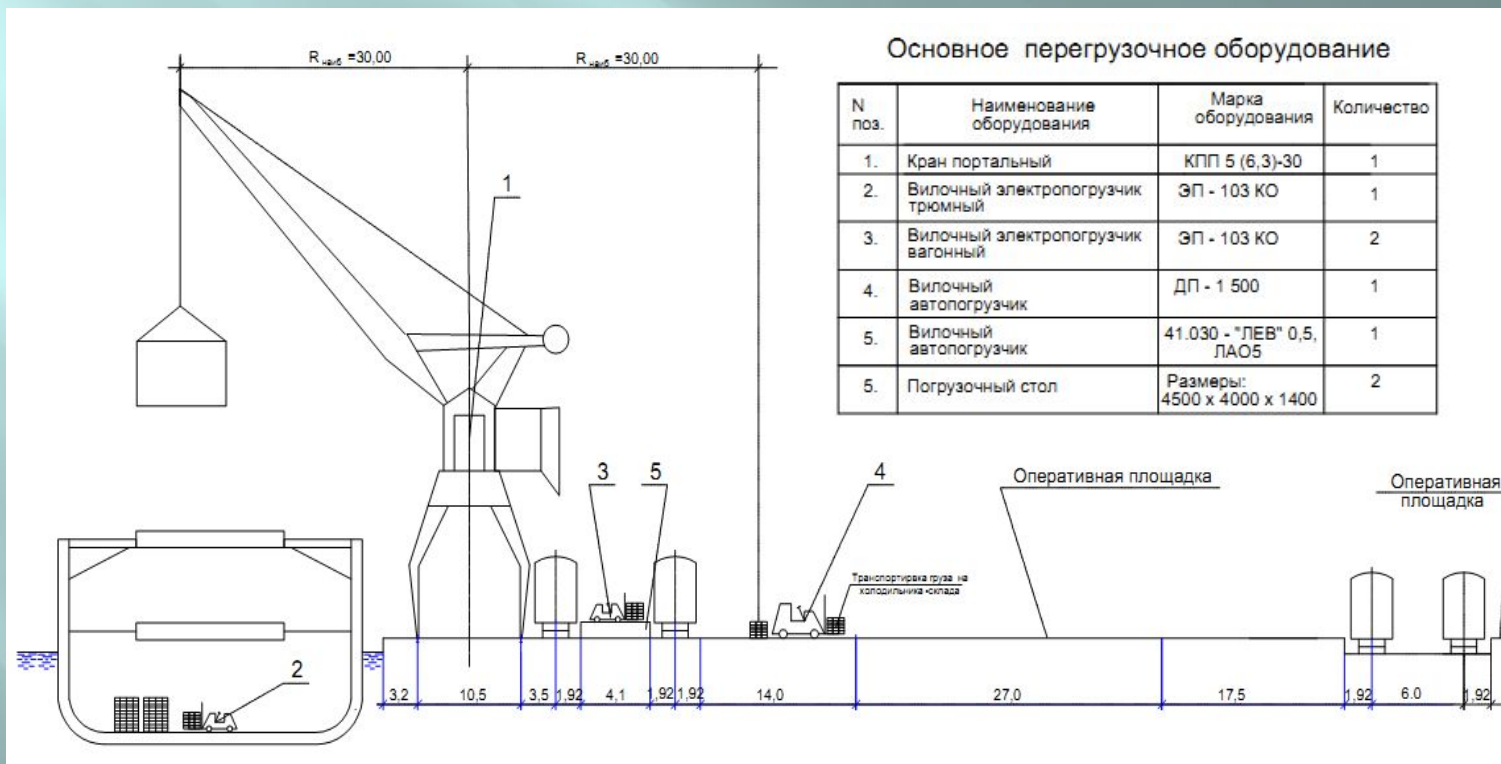 Основное перегрузочное оборудование
N поз.
Наименование оборудования
Марка оборудования
Количество
1.
Кран портальный
КПП 5 (6,3)-30
1
2.
Вилочный электропогрузчик
трюмный
ЭП - 103 КО
1
3.
Вилочный электропогрузчик
вагонный
ЭП - 103 КО
2
4.
Вилочный
автопогрузчик
ДП - 1 500
1
5.
Вилочный
автопогрузчик
41.030 - "ЛЕВ" 0,5,
ЛАО5
1
5.
Погрузочный стол
Размеры:
4500 х 4000 х 1400
2
R наиб =30,00
R наиб =30,00
1
3
5
4
2
Оперативная площадка
Оперативная
площадка
Транспортирвка груза на
холодильника -склада
3,2
10,5
3,5
1,92
4,1
1,92
1,92
14,0
27,0
17,5
1,92
6.0
1,92